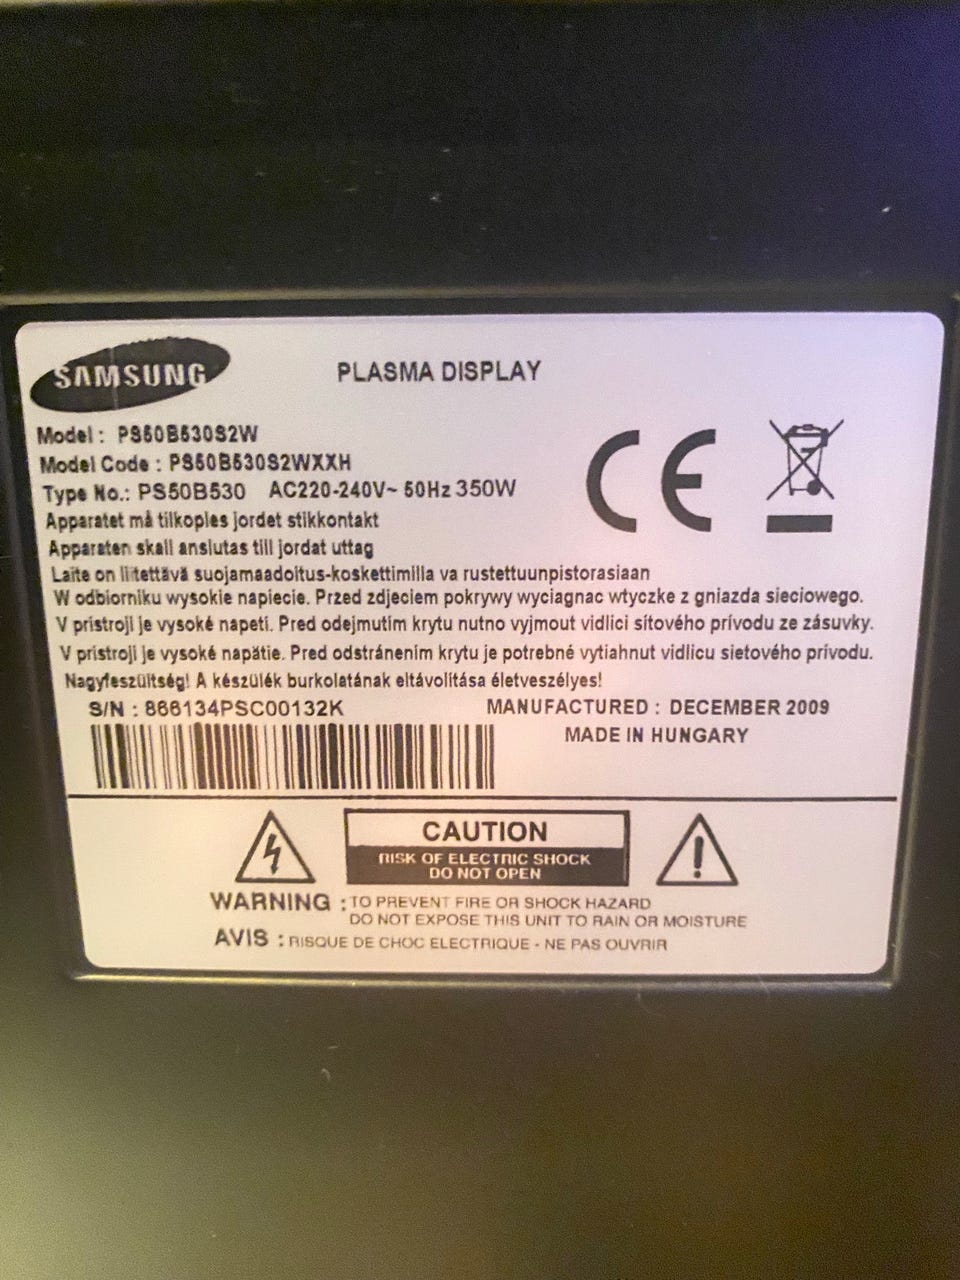 SAMSUNG
PLASMA DISPLAY
Model : PS50B530S2W
Model Code : PS50B530S2WXXH
Type No.: PS50B530 AC220-240V~ 50Hz 350W
Apparatet må tilkoples jordet stikkontakt
Apparaten skall anslutas till jordat uttag
Laite on liitettävä suojamaadoitus-koskettimilla va rustettuunpistorasiaan
W odbiorniku wysokie napiecie. Przed zdjeciem pokrywy wyciagnac wtyczke z gniazda sieciowego.
V pristroji je vysoké napeti. Pred odejmutim krytu nutno vyjmout vidlici sítového prívodu ze zásuvky.
V pristroji je vysoké napätie. Pred odstránením krytu je potrebné vytiahnut vidlicu sietového prívodu.
Nagyfeszültség! A készülék burkolatának eltávolitása életveszélyes!
S/N : 866134PSC00132K
MANUFACTURED : DECEMBER 2009
MADE IN HUNGARY
CE
CAUTION
RISK OF ELECTRIC SHOCK
DO NOT OPEN
WARNING : TO PREVENT FIRE OR SHOCK HAZARD
DO NOT EXPOSE THIS UNIT TO RAIN OR MOISTURE
AVIS : RISQUE DE CHOC ELECTRIQUE - NE PAS OUVRIR